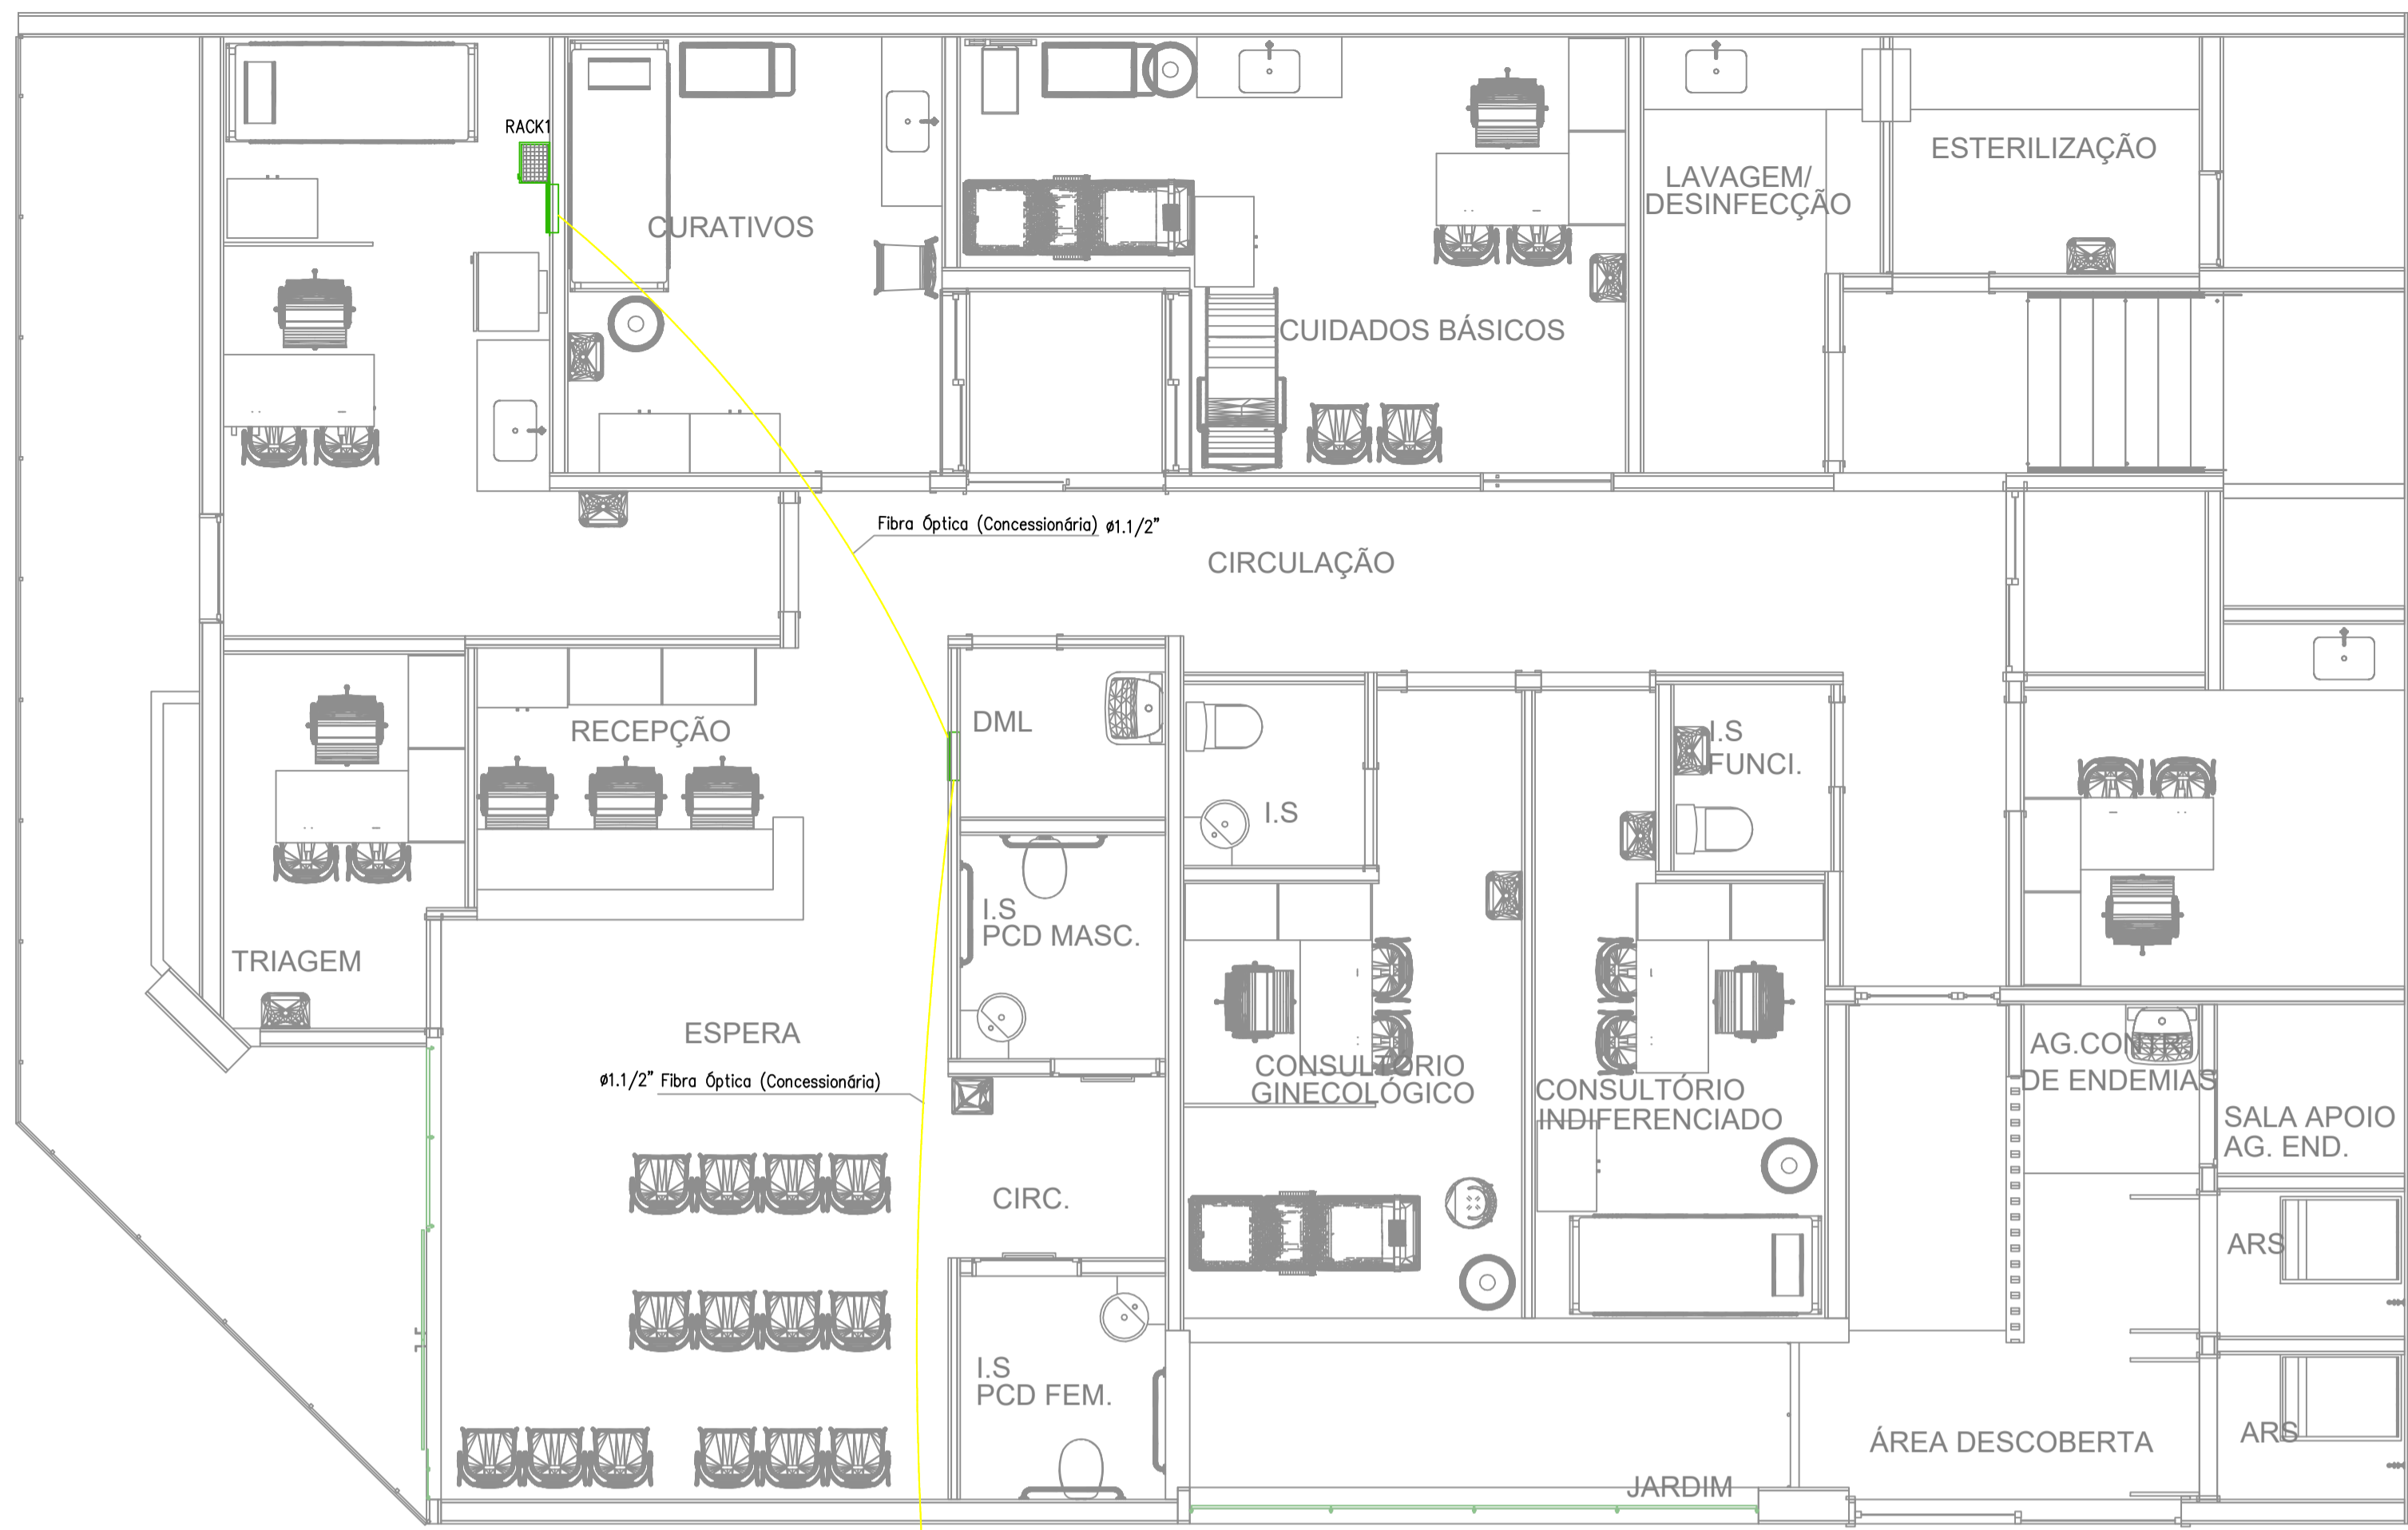 RACK1
CURATIVOS
LAVAGEM/
DESINFECÇÃO
ESTERILIZAÇÃO
CUIDADOS BÁSICOS
Fibra Óptica (Concessionária) ø1.1/2"
CIRCULAÇÃO
RECEPÇÃO
DML
I.S
I.S
FUNCI.
I.S
PCD MASC.
TRIAGEM
ESPERA
ø1.1/2" Fibra Óptica (Concessionária)
CONSULTÓRIO
GINECOLÓGICO
CONSULTÓRIO
INDIFERENCIADO
AG.CONTR.
DE ENDEMIAS
SALA APOIO
AG. END.
CIRC.
ARS
I.S
PCD FEM.
ARS
ÁREA DESCOBERTA
JARDIM